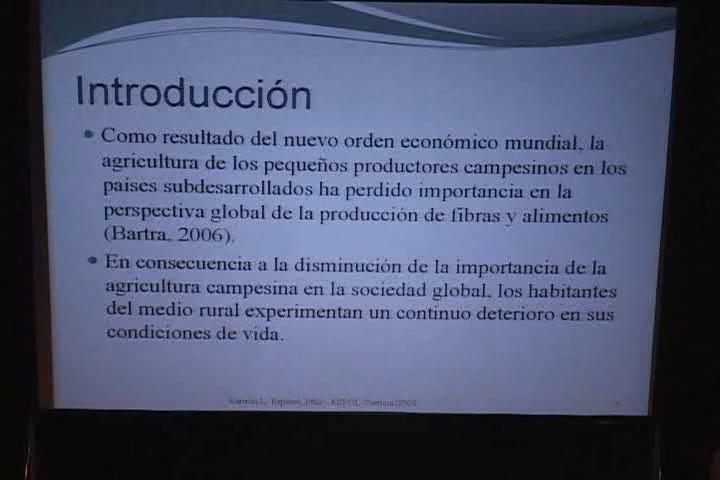 Introducción
Como resultado del nuevo orden económico mundial, la
agricultura de los pequeños productores campesinos en los
países subdesarrollados ha perdido importancia en la
perspectiva global de la producción de fibras y alimentos
(Bartra, 2006).
En consecuencia a la disminución de la importancia de la
agricultura campesina en la sociedad global, los habitantes
del medio rural experimentan un continuo deterioro en sus
condiciones de vida.